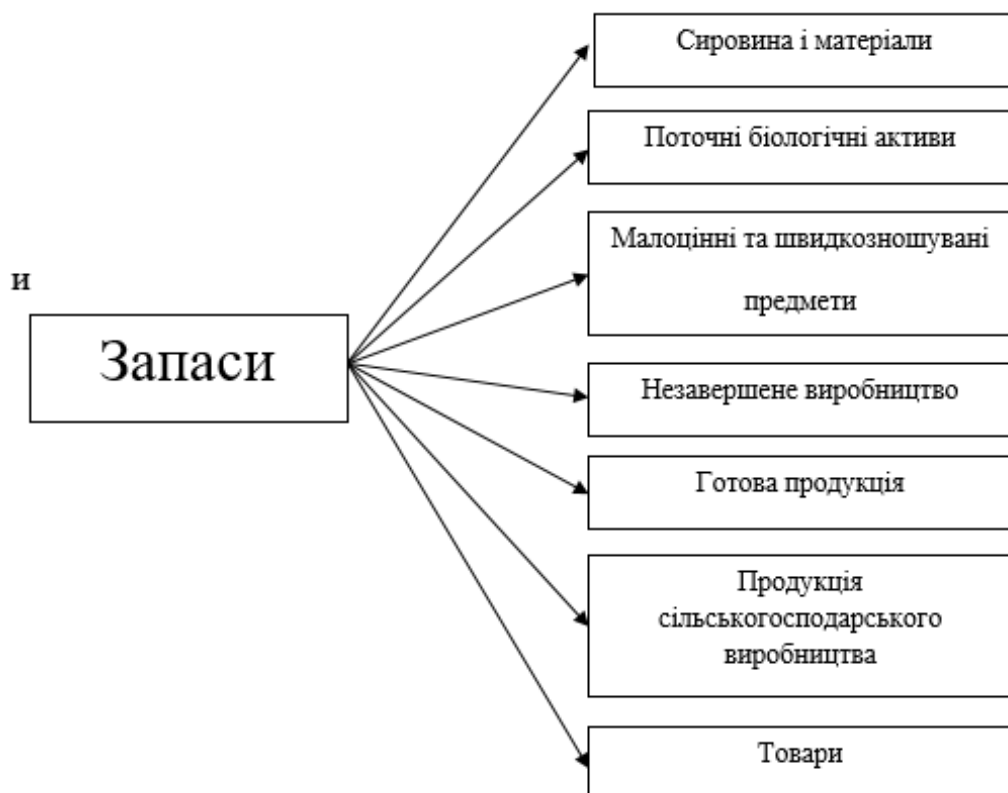 и
Запаси
Сировина і матеріали
Поточні біологічні активи
Малоцінні та швидкозношувані
предмети
Незавершене виробництво
Готова продукція
Продукція
сільськогосподарського
виробництва
Товари